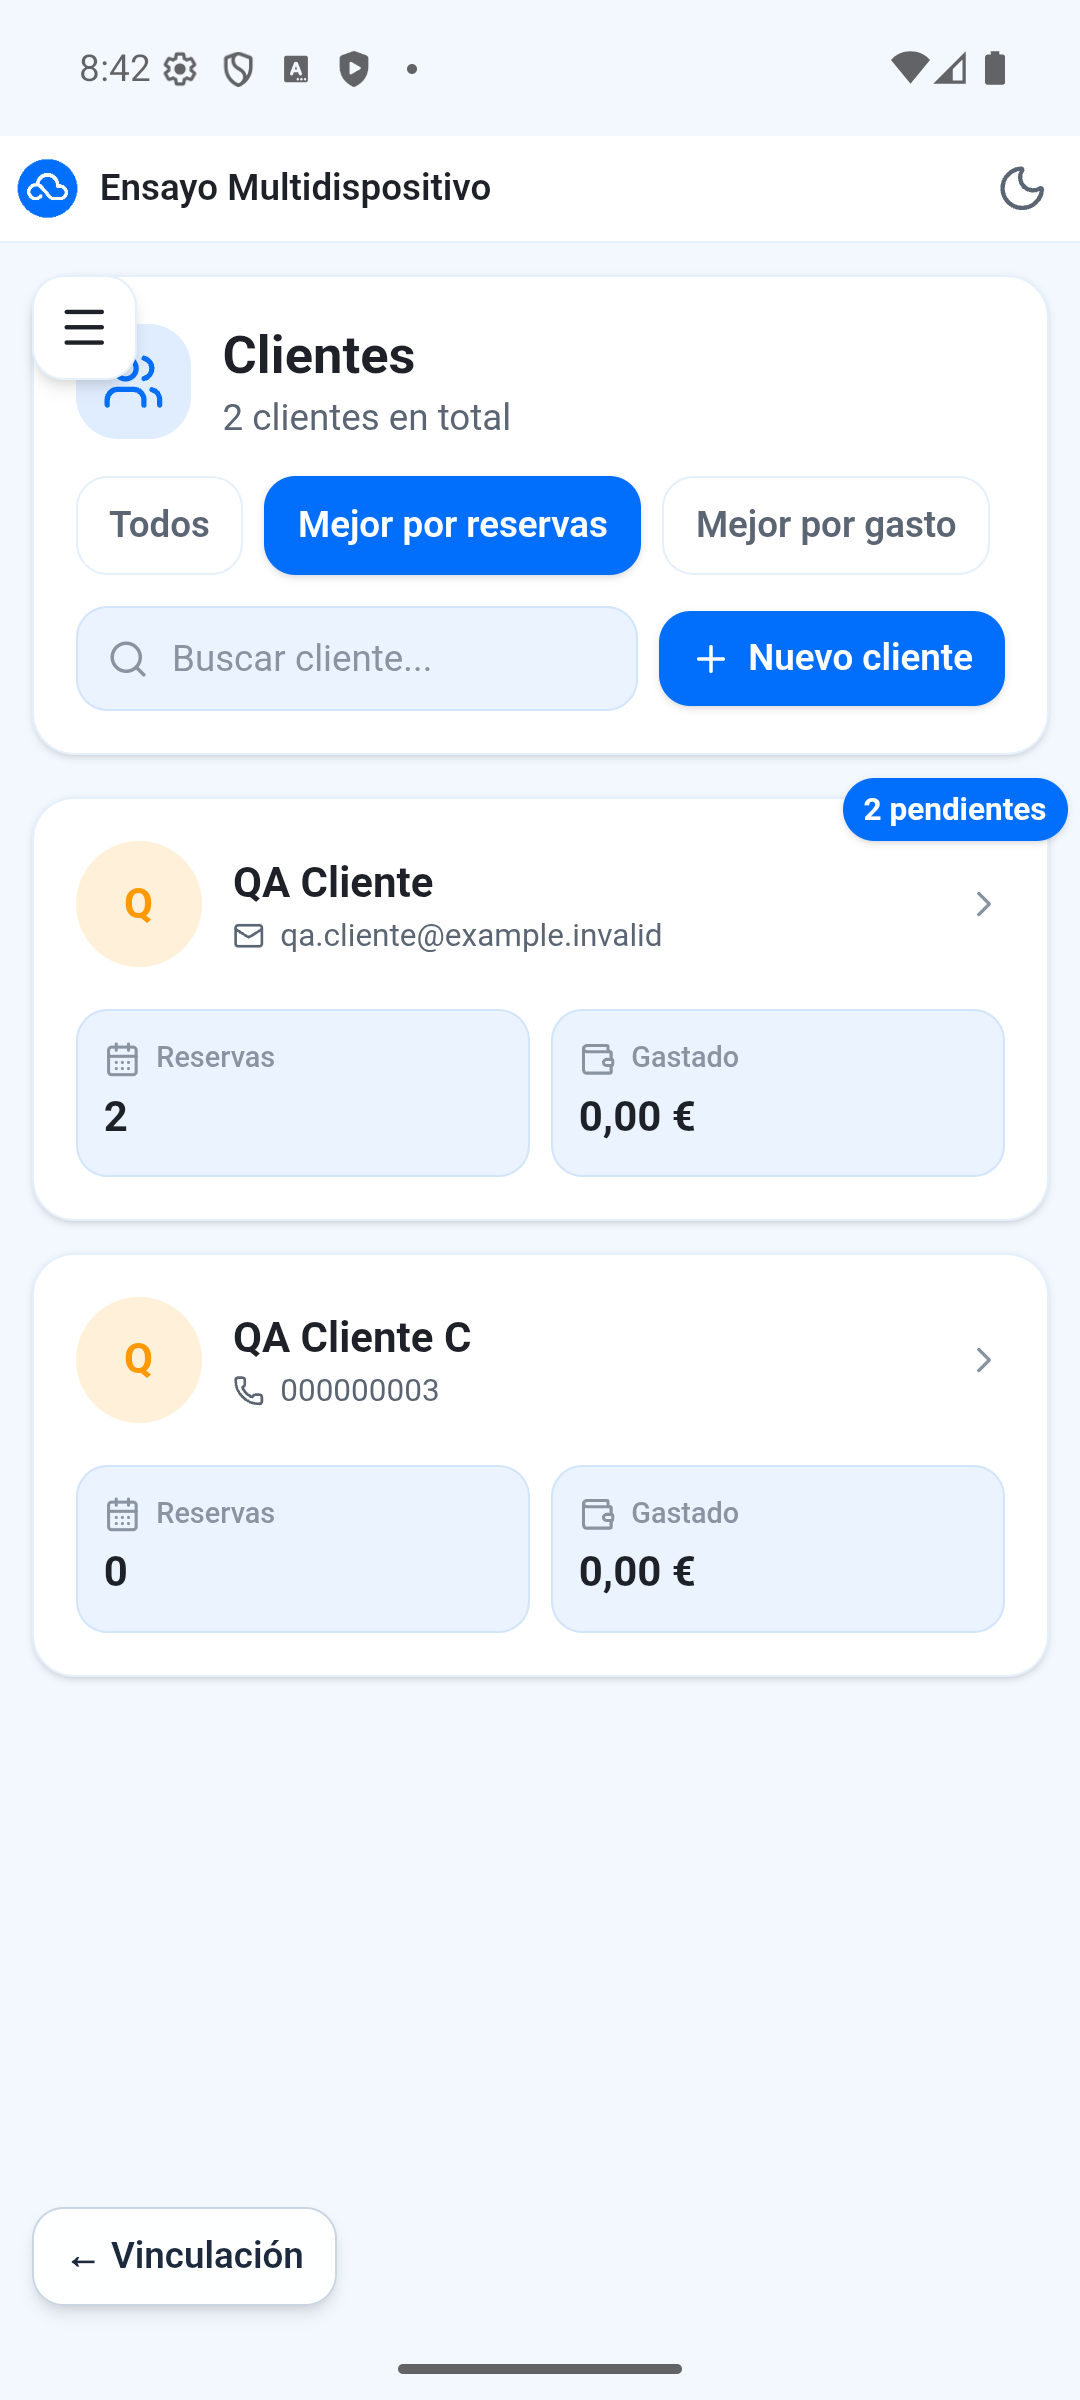 8:42
Ensayo Multidispositivo
Clientes
2 clientes en total
Todos
Mejor por reservas
Mejor por gasto
Buscar cliente...
Nuevo cliente
2 pendientes
Q
QA Cliente
qa.cliente@example.invalid
Reservas
2
Gastado
0,00 €
Q
QA Cliente C
000000003
Reservas
0
Gastado
0,00 €
← Vinculación